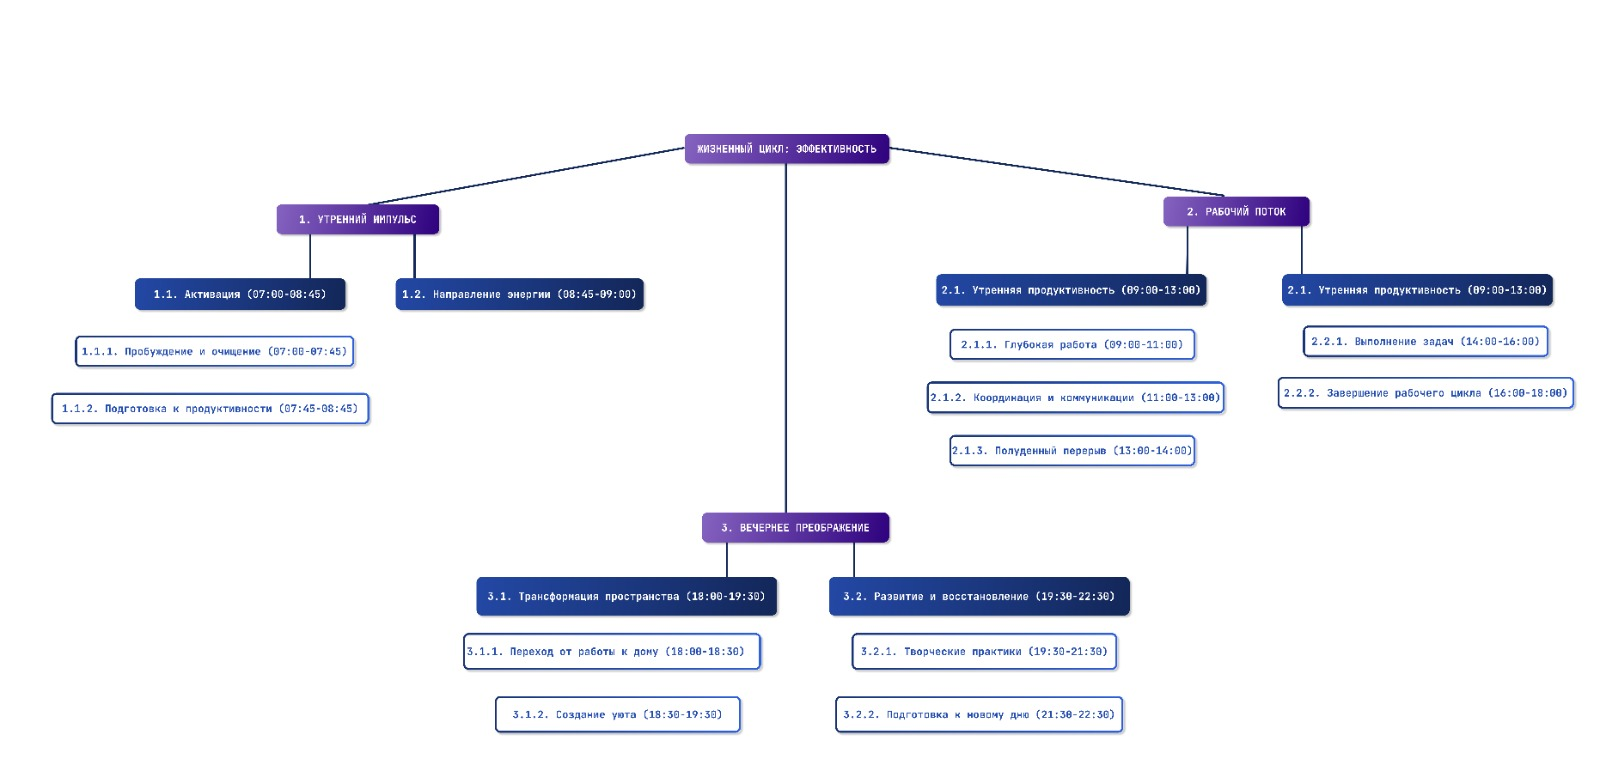 ЖИЗНЕННЫЙ ЦИКЛ: ЭФФЕКТИВНОСТЬ
1. УТРЕННИЙ ИМПУЛЬС
2. РАБОЧИЙ ПОТОК
1.1. Активация (07:00-08:45)
1.2. Направление энергии (08:45-09:00)
2.1. Утренняя продуктивность (09:00-13:00)
2.1. Утренняя продуктивность (09:00-13:00)
1.1.1. Пробуждение и очищение (07:00-07:45)
2.1.1. Глубокая работа (09:00-11:00)
2.2.1. Выполнение задач (14:00-16:00)
1.1.2. Подготовка к продуктивности (07:45-08:45)
2.1.2. Координация и коммуникации (11:00-13:00)
2.2.2. Завершение рабочего цикла (16:00-18:00)
2.1.3. Полуденный перерыв (13:00-14:00)
3. ВЕЧЕРНЕЕ ПРЕОБРАЖЕНИЕ
3.1. Трансформация пространства (18:00-19:30)
3.2. Развитие и восстановление (19:30-22:30)
3.1.1. Переход от работы к дому (18:00-18:30)
3.2.1. Творческие практики (19:30-21:30)
3.1.2. Создание уюта (18:30-19:30)
3.2.2. Подготовка к новому дню (21:30-22:30)